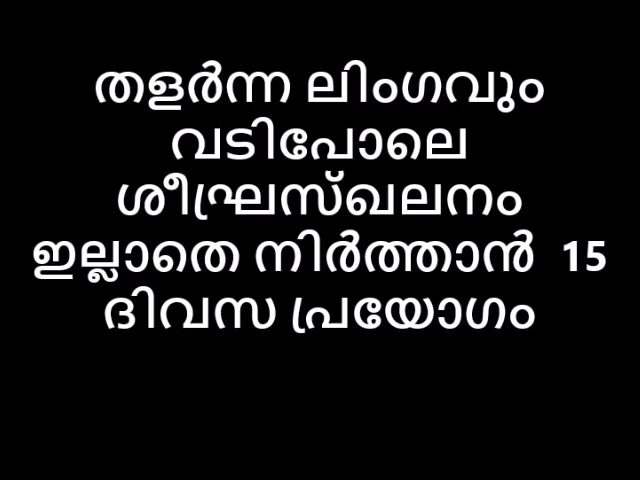 തളർന്ന ലിംഗവും
വടിപോലെ
ശീഘ്രസ്ഖലനം
ഇല്ലാതെ നിർത്താൻ 15
ദിവസ പ്രയോഗം